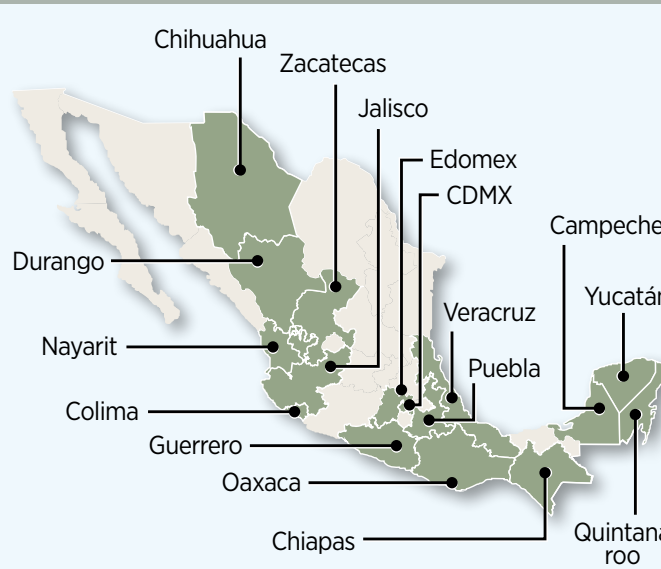 Chihuahua
Zacatecas
Jalisco
Edomex
CDMX
Campeche
Durango
Yucatán
Veracruz
Nayarit
Puebla
Colima
Guerrero
Oaxaca
Chiapas
Quintana
roo